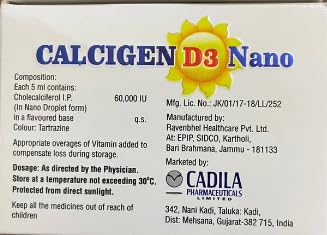 CALCIGEN D3 Nano
Composition:
Each 5 ml contains:
Cholecalciferol I.P. 60,000 IU
(In Nano Droplet form)
in a flavoured base q.s.
Colour: Tartrazine
Appropriate overages of Vitamin added to
compensate loss during storage.
Dosage: As directed by the Physician.
Store at a temperature not exceeding 30°C.
Protected from direct sunlight.
Keep all the medicines out of reach of
children
Mfg. Lic. No.: JK/01/17-18/LL/252
Manufactured by:
Ravenbhel Healthcare Pvt. Ltd.
At: EPIP, SIDCO, Kartholi,
Bari Brahmana, Jammu - 181133
Marketed by:
CADILA
PHARMACEUTICALS
LIMITED
342, Nani Kadi, Taluka: Kadi,
Dist: Mehsana, Gujarat-382 715, India